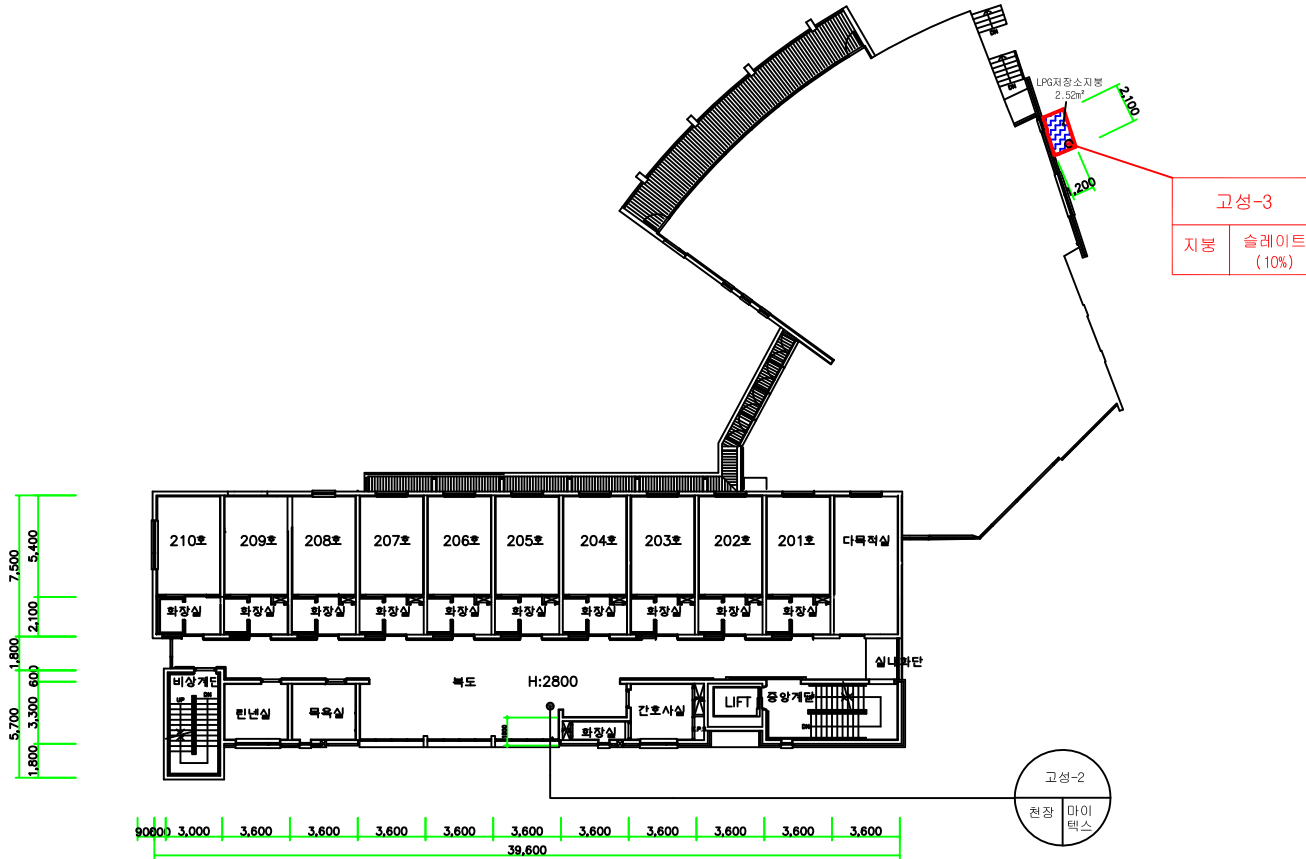 LPG저장소지붕
2.52m²
2,100
1,200
고성-3
지붕
슬레이트
(10%)
210호
209호
208호
207호
206호
205호
204호
203호
202호
201호
다목적실
화장실
화장실
화장실
화장실
화장실
화장실
화장실
화장실
화장실
화장실
7,500
5,400
2,100
1,800
600
5,700
3,300
1,800
실내화단
비상계단
UP
DN
린넨실
목욕실
복도
H:2800
화장실
간호사실
LIFT
중앙계단
DN
고성-2
천장
마이
텍스
900
600
3,000
3,600
3,600
3,600
3,600
3,600
3,600
3,600
3,600
3,600
3,600
39,600